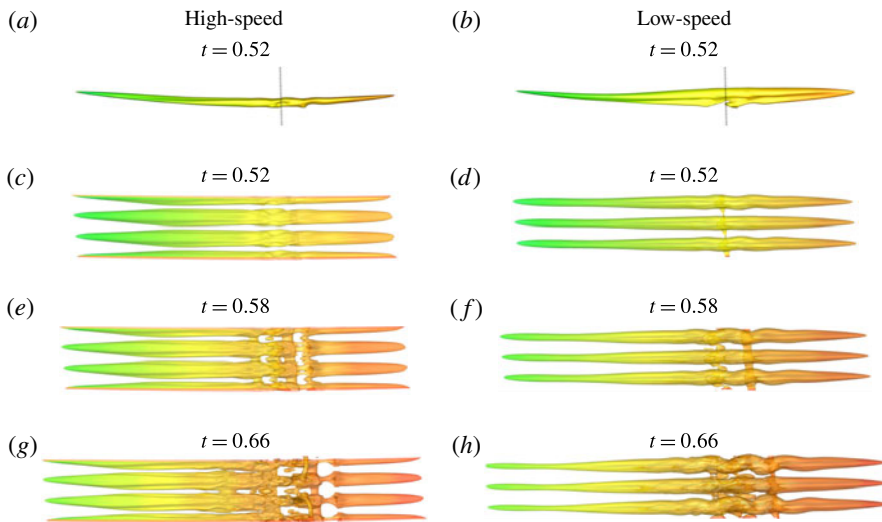 (a) High-speed (b) Low-speed
t = 0.52 t = 0.52
(c) t = 0.52 (d) t = 0.52
(e) t = 0.58 (f) t = 0.58
(g) t = 0.66 (h) t = 0.66